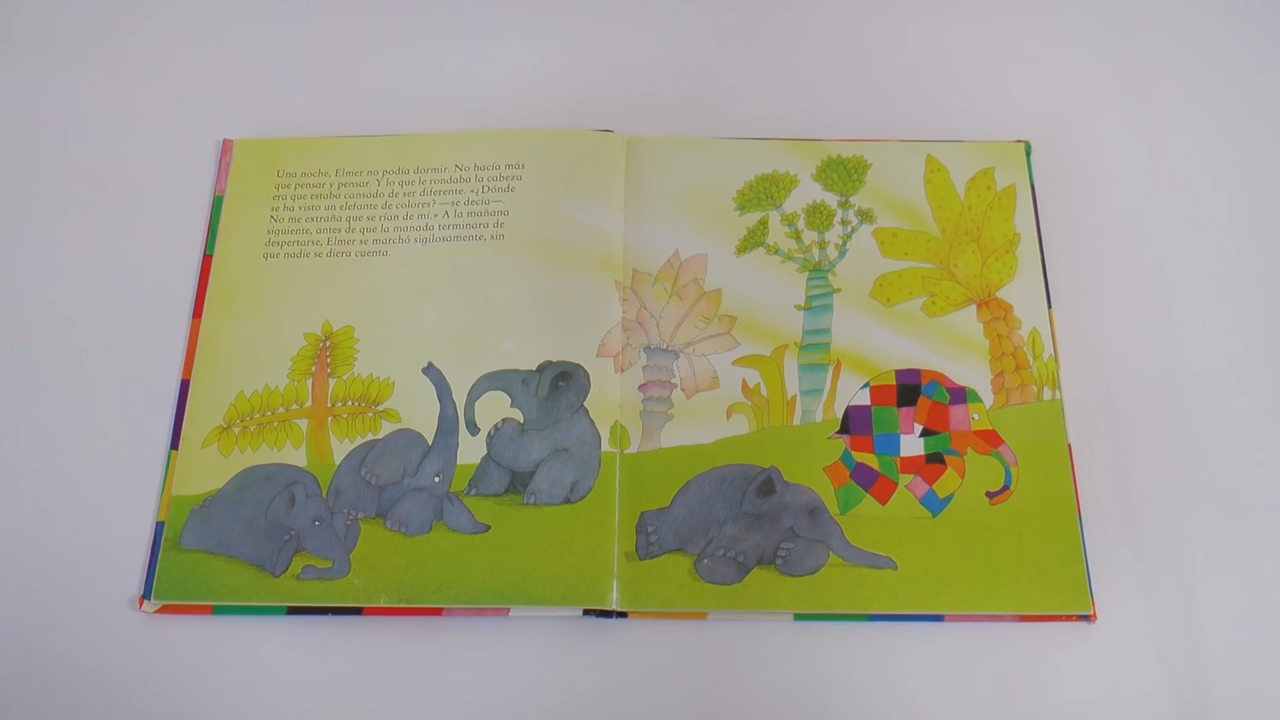 Una noche, Elmer no podía dormir. No hacía más
que pensar y pensar. Y lo que le rondaba la cabeza
era que estaba cansado de ser diferente. «¿Dónde
se ha visto un elefante de colores? —se decía—.
No me extraña que se rían de mí.» A la mañana
siguiente, antes de que la manada terminara de
despertarse, Elmer se marchó sigilosamente, sin
que nadie se diera cuenta.